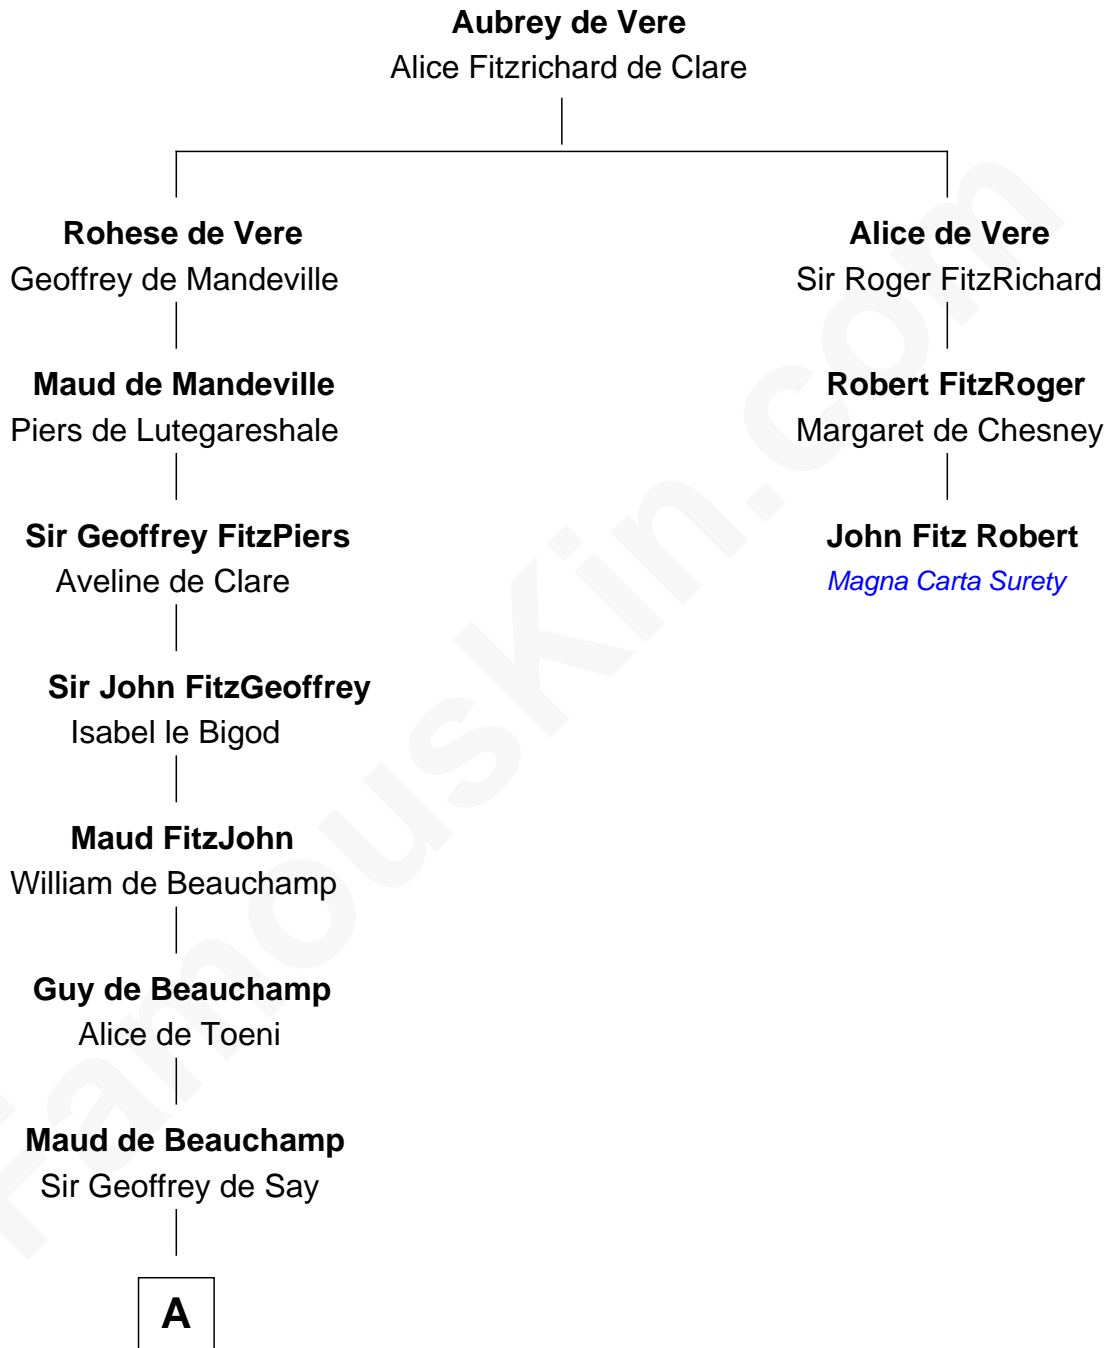 Aubrey de Vere
Alice Fitzrichard de Clare
Rohese de Vere
Geoffrey de Mandeville
Alice de Vere
Sir Roger FitzRichard
Maud de Mandeville
Piers de Lutegareshale
Robert FitzRoger
Margaret de Chesney
Sir Geoffrey FitzPiers
Aveline de Clare
John Fitz Robert
Magna Carta Surety
Sir John FitzGeoffrey
Isabel le Bigod
Maud FitzJohn
William de Beauchamp
Guy de Beauchamp
Alice de Toeni
Maud de Beauchamp
Sir Geoffrey de Say
A
FamousKin.com